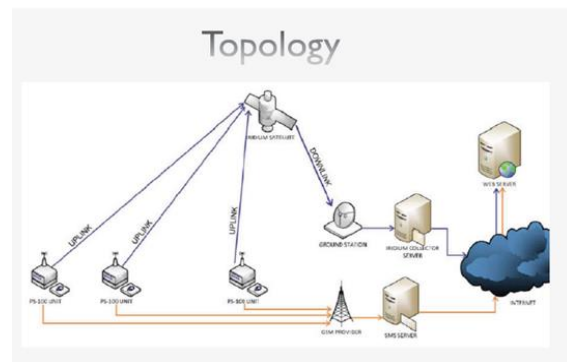 Topology
IRIDIUM SATELLITE
UPLINK
UPLINK
UPLINK
DOWNLINK
WEB SERVER
GROUND STATION
IRIDIUM COLLECTOR
SERVER
INTERNET
PS-100 UNIT
PS-100 UNIT
PS-100 UNIT
GSM PROVIDER
SMS SERVER